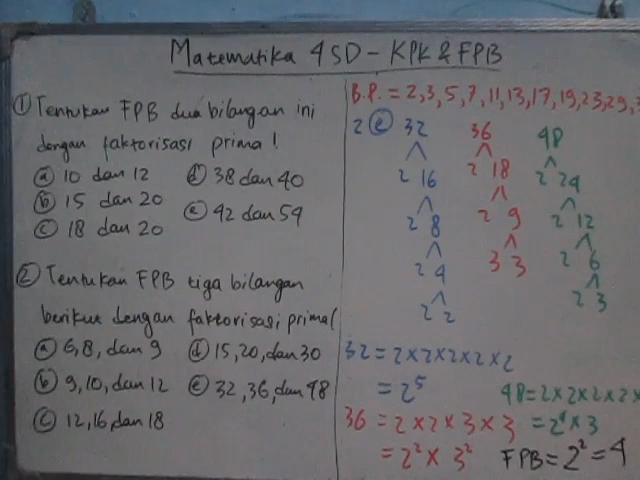 Matematika 4SD - KPK & FPB
① Tentukan FPB dua bilangan ini
dengan faktorisasi prima!
ⓐ 10 dan 12 ⓓ 38 dan 40
ⓑ 15 dan 20 ⓔ 42 dan 54
ⓒ 18 dan 20
② Tentukan FPB tiga bilangan
berikut dengan faktorisasi prima!
ⓐ 6,8, dan 9 ⓓ 15,20, dan 30
ⓑ 9,10, dan 12 ⓔ 32,36, dan 48
ⓒ 12,16, dan 18
B.P. = 2,3,5,7,11,13,17,19,23,29,3
2 ⓔ 32 36 48
2 16 2 18 2 24
2 8 2 9 2 12
2 4 3 3 2 6
2 2 2 3
32 = 2×2×2×2×2
= 2⁵
48 = 2×2×2×2×
36 = 2×2×3×3 = 2⁴×3
= 2² × 3² FPB = 2² = 4